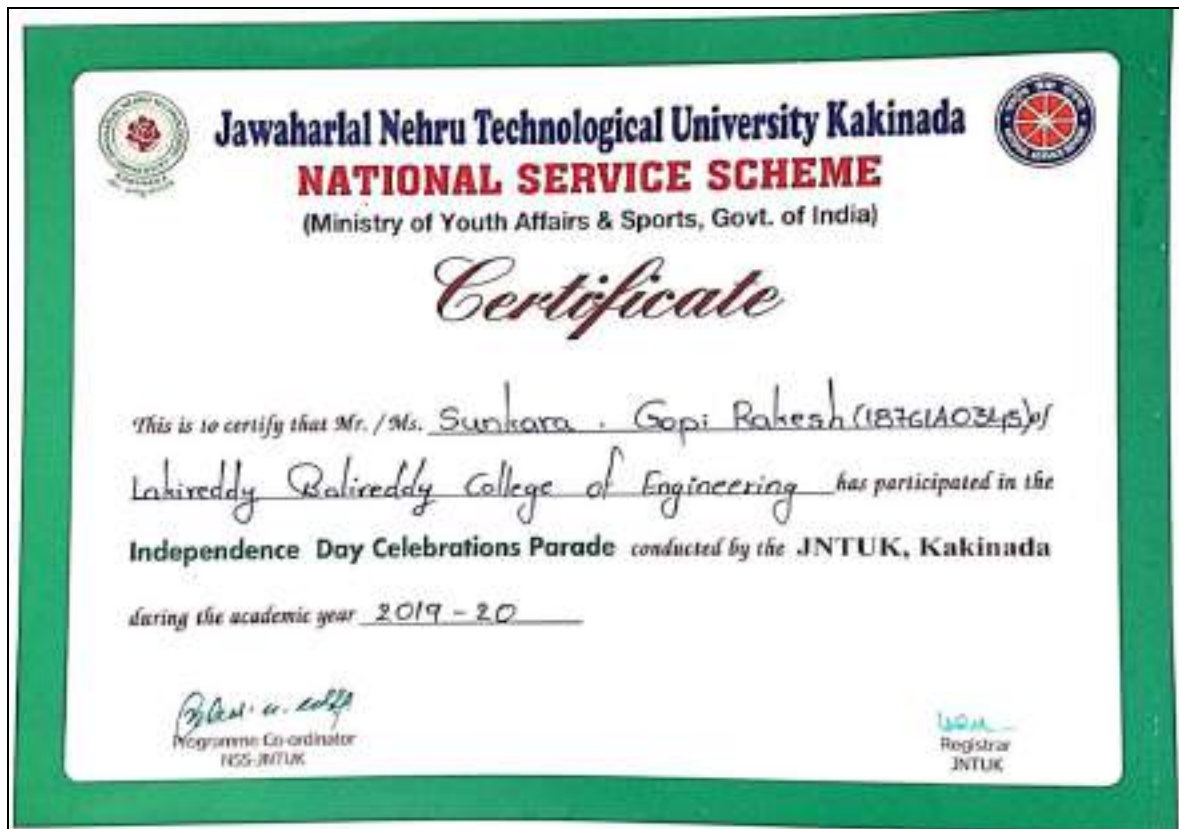 Jawaharlal Nehru Technological University Kakinada
NATIONAL SERVICE SCHEME
(Ministry of Youth Affairs & Sports, Govt. of India)
Certificate
This is to certify that Mr. / Ms. Sunkara . Gopi Rakesh (18761A0345) of
Lakireddy Balireddy College of Engineering has participated in the
Independence Day Celebrations Parade conducted by the JNTUK, Kakinada
during the academic year 2019 - 20
Programme Co-ordinator
NSS-JNTUK
Registrar
JNTUK